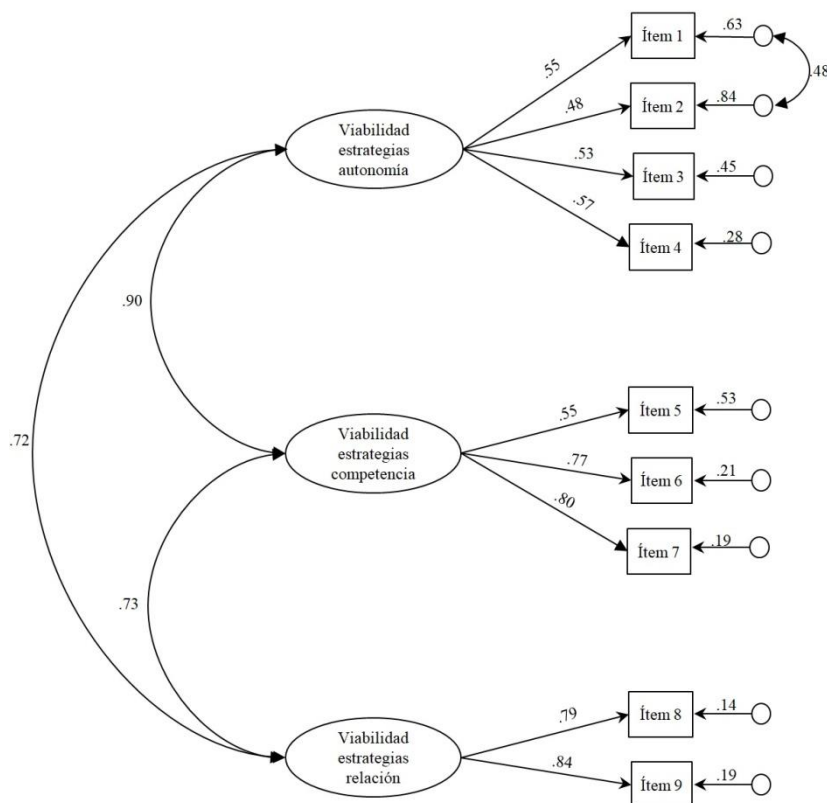 .55
Ítem 1
.63
.48
.48
Ítem 2
.84
Viabilidad
estrategias
autonomía
.53
Ítem 3
.45
.57
Ítem 4
.28
.90
.72
.55
Ítem 5
.53
Viabilidad
estrategias
competencia
.77
Ítem 6
.21
.80
Ítem 7
.19
.73
.79
Ítem 8
.14
Viabilidad
estrategias
relación
.84
Ítem 9
.19